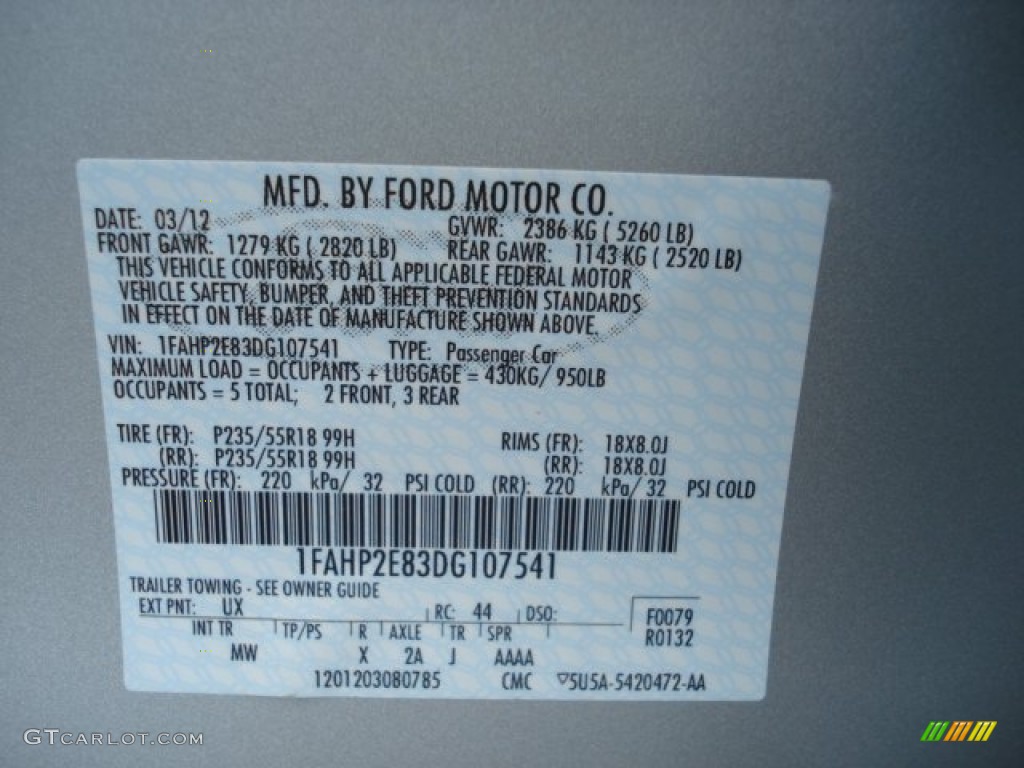 MFD. BY FORD MOTOR CO.
DATE: 03/12 GVWR: 2386 KG ( 5260 LB)
FRONT GAWR: 1279 KG ( 2820 LB) REAR GAWR: 1143 KG ( 2520 LB)
THIS VEHICLE CONFORMS TO ALL APPLICABLE FEDERAL MOTOR
VEHICLE SAFETY, BUMPER, AND THEFT PREVENTION STANDARDS
IN EFFECT ON THE DATE OF MANUFACTURE SHOWN ABOVE.
VIN: 1FAHP2E83DG107541 TYPE: Passenger Car
MAXIMUM LOAD = OCCUPANTS + LUGGAGE = 430KG/ 950LB
OCCUPANTS = 5 TOTAL; 2 FRONT, 3 REAR
TIRE (FR): P235/55R18 99H RIMS (FR): 18X8.0J
(RR): P235/55R18 99H (RR): 18X8.0J
PRESSURE (FR): 220 kPa/ 32 PSI COLD (RR): 220 kPa/ 32 PSI COLD
1FAHP2E83DG107541
TRAILER TOWING - SEE OWNER GUIDE
EXT PNT: UX RC: 44 DSO: F0079
INT TR TP/PS R AXLE TR SPR R0132
MW X 2A J AAAA
1201203080785 CMC 5U5A-5420472-AA
GTCARLOT.COM